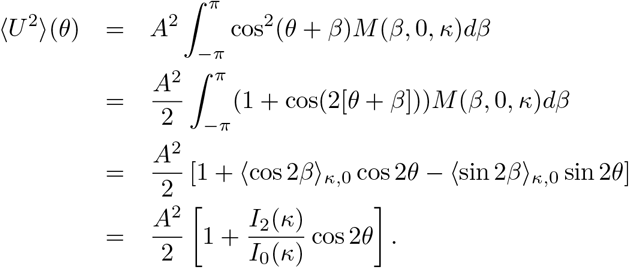 ⟨U²⟩(θ) = A² ∫_{-π}^{π} cos²(θ + β)M(β, 0, κ)dβ
= A²/2 ∫_{-π}^{π} (1 + cos(2[θ + β]))M(β, 0, κ)dβ
= A²/2 [1 + ⟨cos 2β⟩_{κ,0} cos 2θ − ⟨sin 2β⟩_{κ,0} sin 2θ]
= A²/2 [1 + I₂(κ)/I₀(κ) cos 2θ].